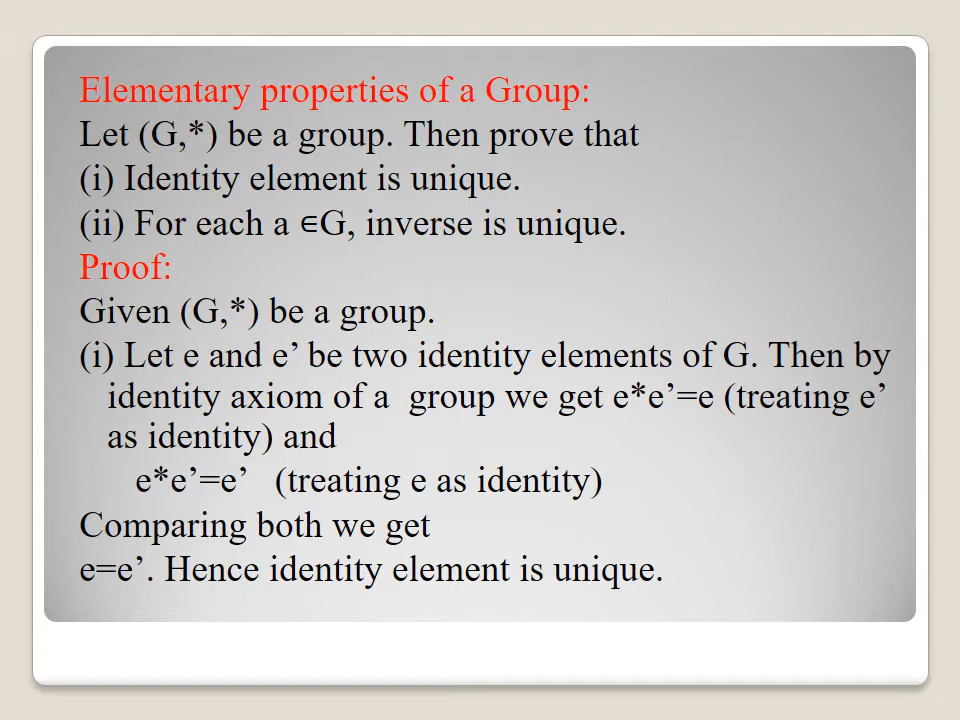 Elementary properties of a Group:
Let (G,*) be a group. Then prove that
(i) Identity element is unique.
(ii) For each a ∈G, inverse is unique.
Proof:
Given (G,*) be a group.
(i) Let e and e’ be two identity elements of G. Then by
identity axiom of a group we get e*e’=e (treating e’
as identity) and
e*e’=e’ (treating e as identity)
Comparing both we get
e=e’. Hence identity element is unique.